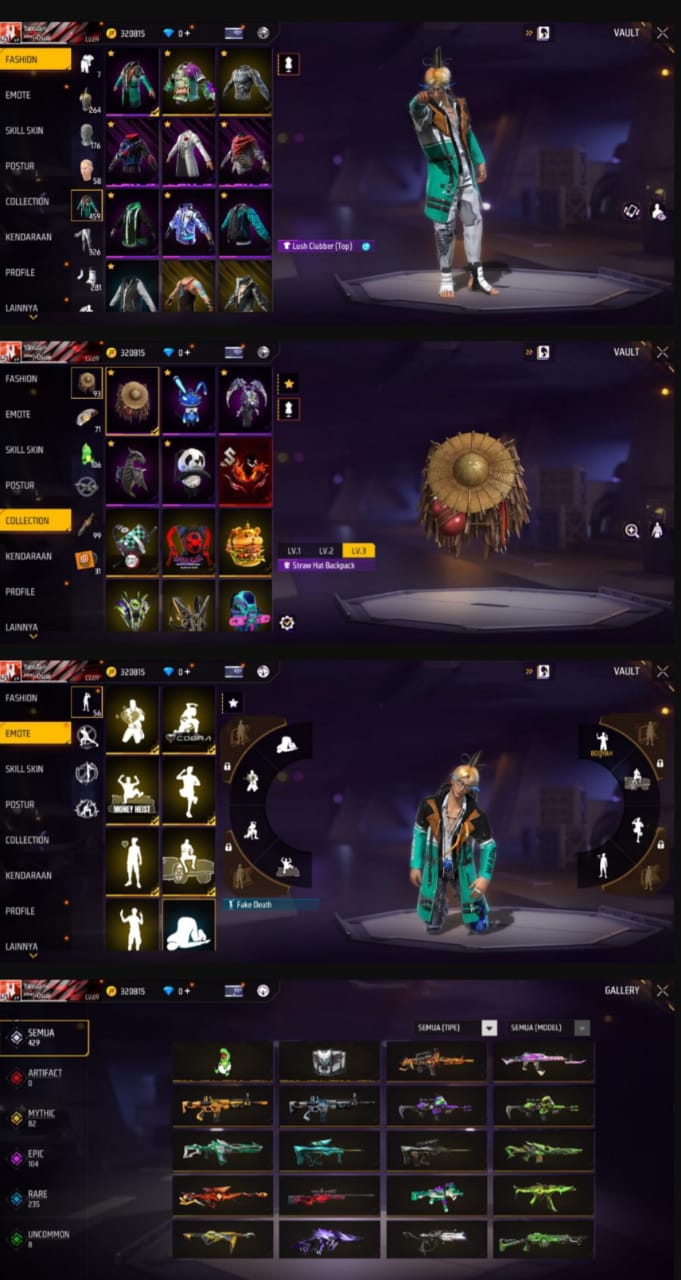 320815
0+
VAULT
FASHION
EMOTE
SKILL SKIN
POSTUR
COLLECTION
KENDARAAN
PROFILE
LAINNYA
7
264
176
58
459
326
281
Lush Clubber (Top)
320815
0+
VAULT
FASHION
EMOTE
SKILL SKIN
POSTUR
COLLECTION
KENDARAAN
PROFILE
LAINNYA
93
71
99
31
LV.1 LV.2 LV.3
Straw Hat Backpack
320815
0+
VAULT
FASHION
EMOTE
SKILL SKIN
POSTUR
COLLECTION
KENDARAAN
PROFILE
LAINNYA
56
COBRA
MONEY HEIST
BOOYAH
Fake Death
320815
0+
GALLERY
SEMUA (TIPE)
SEMUA (MODEL)
SEMUA
429
ARTIFACT
0
MYTHIC
82
EPIC
104
RARE
235
UNCOMMON
8